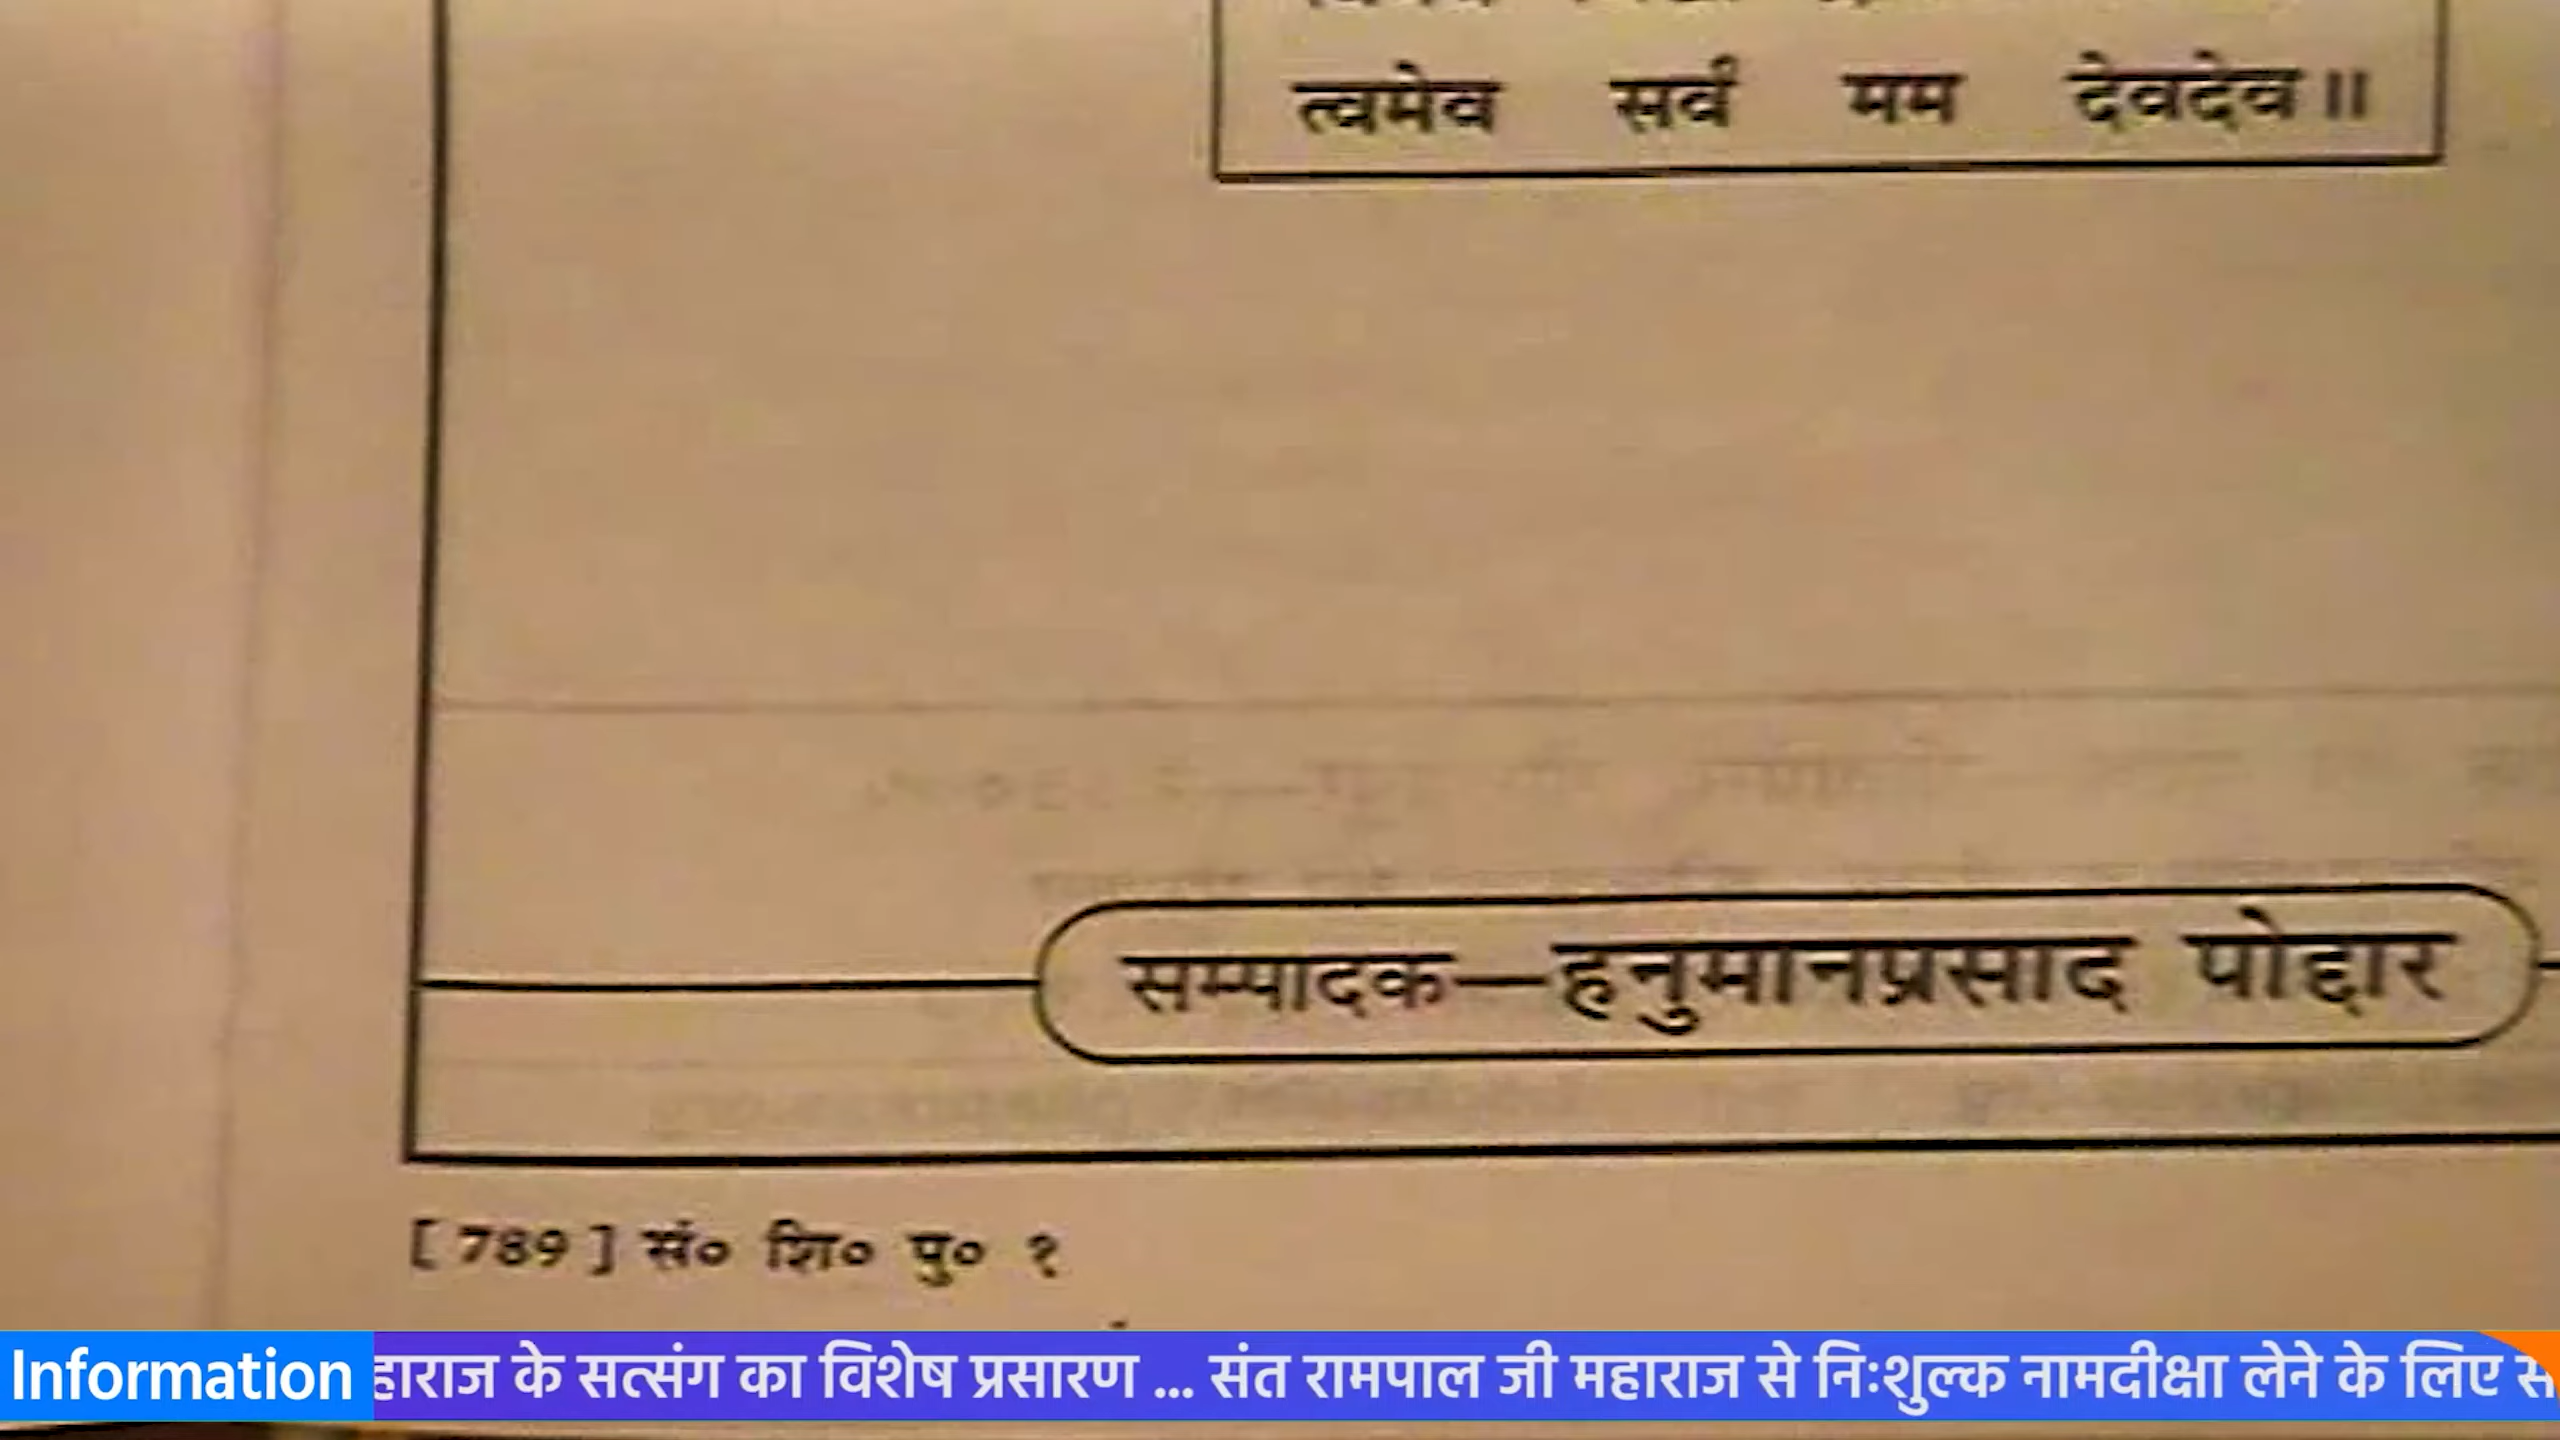 त्वमेव सर्वं मम देवदेव॥
सम्पादक—हनुमानप्रसाद पोद्दार
[ 789 ] सं० शि० पु० १
Information
हाराज के सत्संग का विशेष प्रसारण ... संत रामपाल जी महाराज से निःशुल्क नामदीक्षा लेने के लिए स